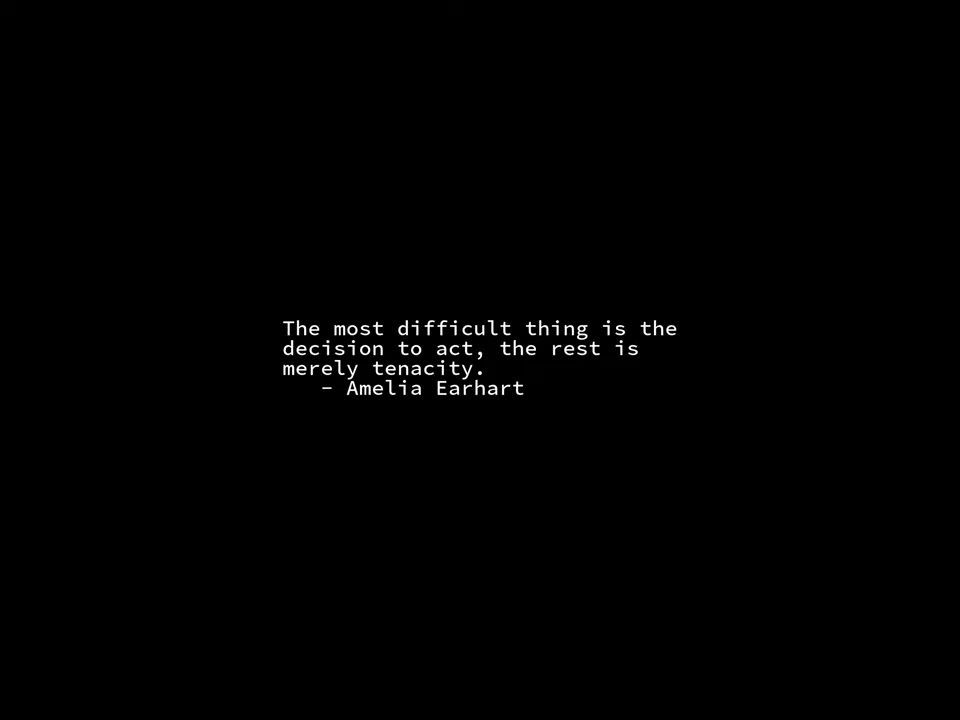 The most difficult thing is the
decision to act, the rest is
merely tenacity.
- Amelia Earhart